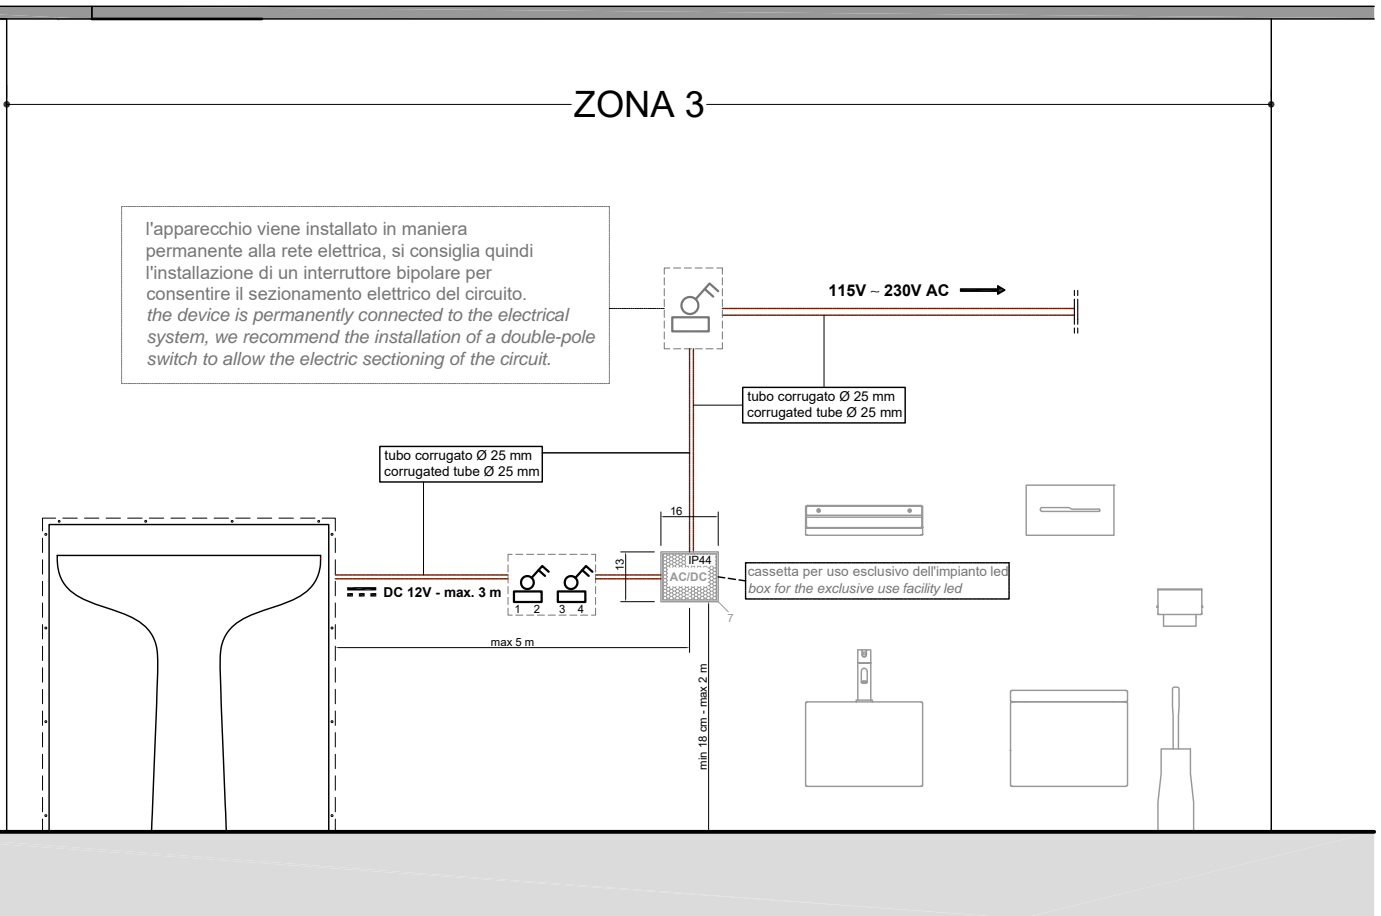 ZONA 3
l'apparecchio viene installato in maniera
permanente alla rete elettrica, si consiglia quindi
l'installazione di un interruttore bipolare per
consentire il sezionamento elettrico del circuito.
the device is permanently connected to the electrical
system, we recommend the installation of a double-pole
switch to allow the electric sectioning of the circuit.
115V ~ 230V AC
tubo corrugato Ø 25 mm
corrugated tube Ø 25 mm
tubo corrugato Ø 25 mm
corrugated tube Ø 25 mm
16
13
IP44
AC/DC
cassetta per uso esclusivo dell'impianto led
box for the exclusive use facility led
DC 12V - max. 3 m
1 2 3 4
7
max 5 m
min 18 cm - max 2 m